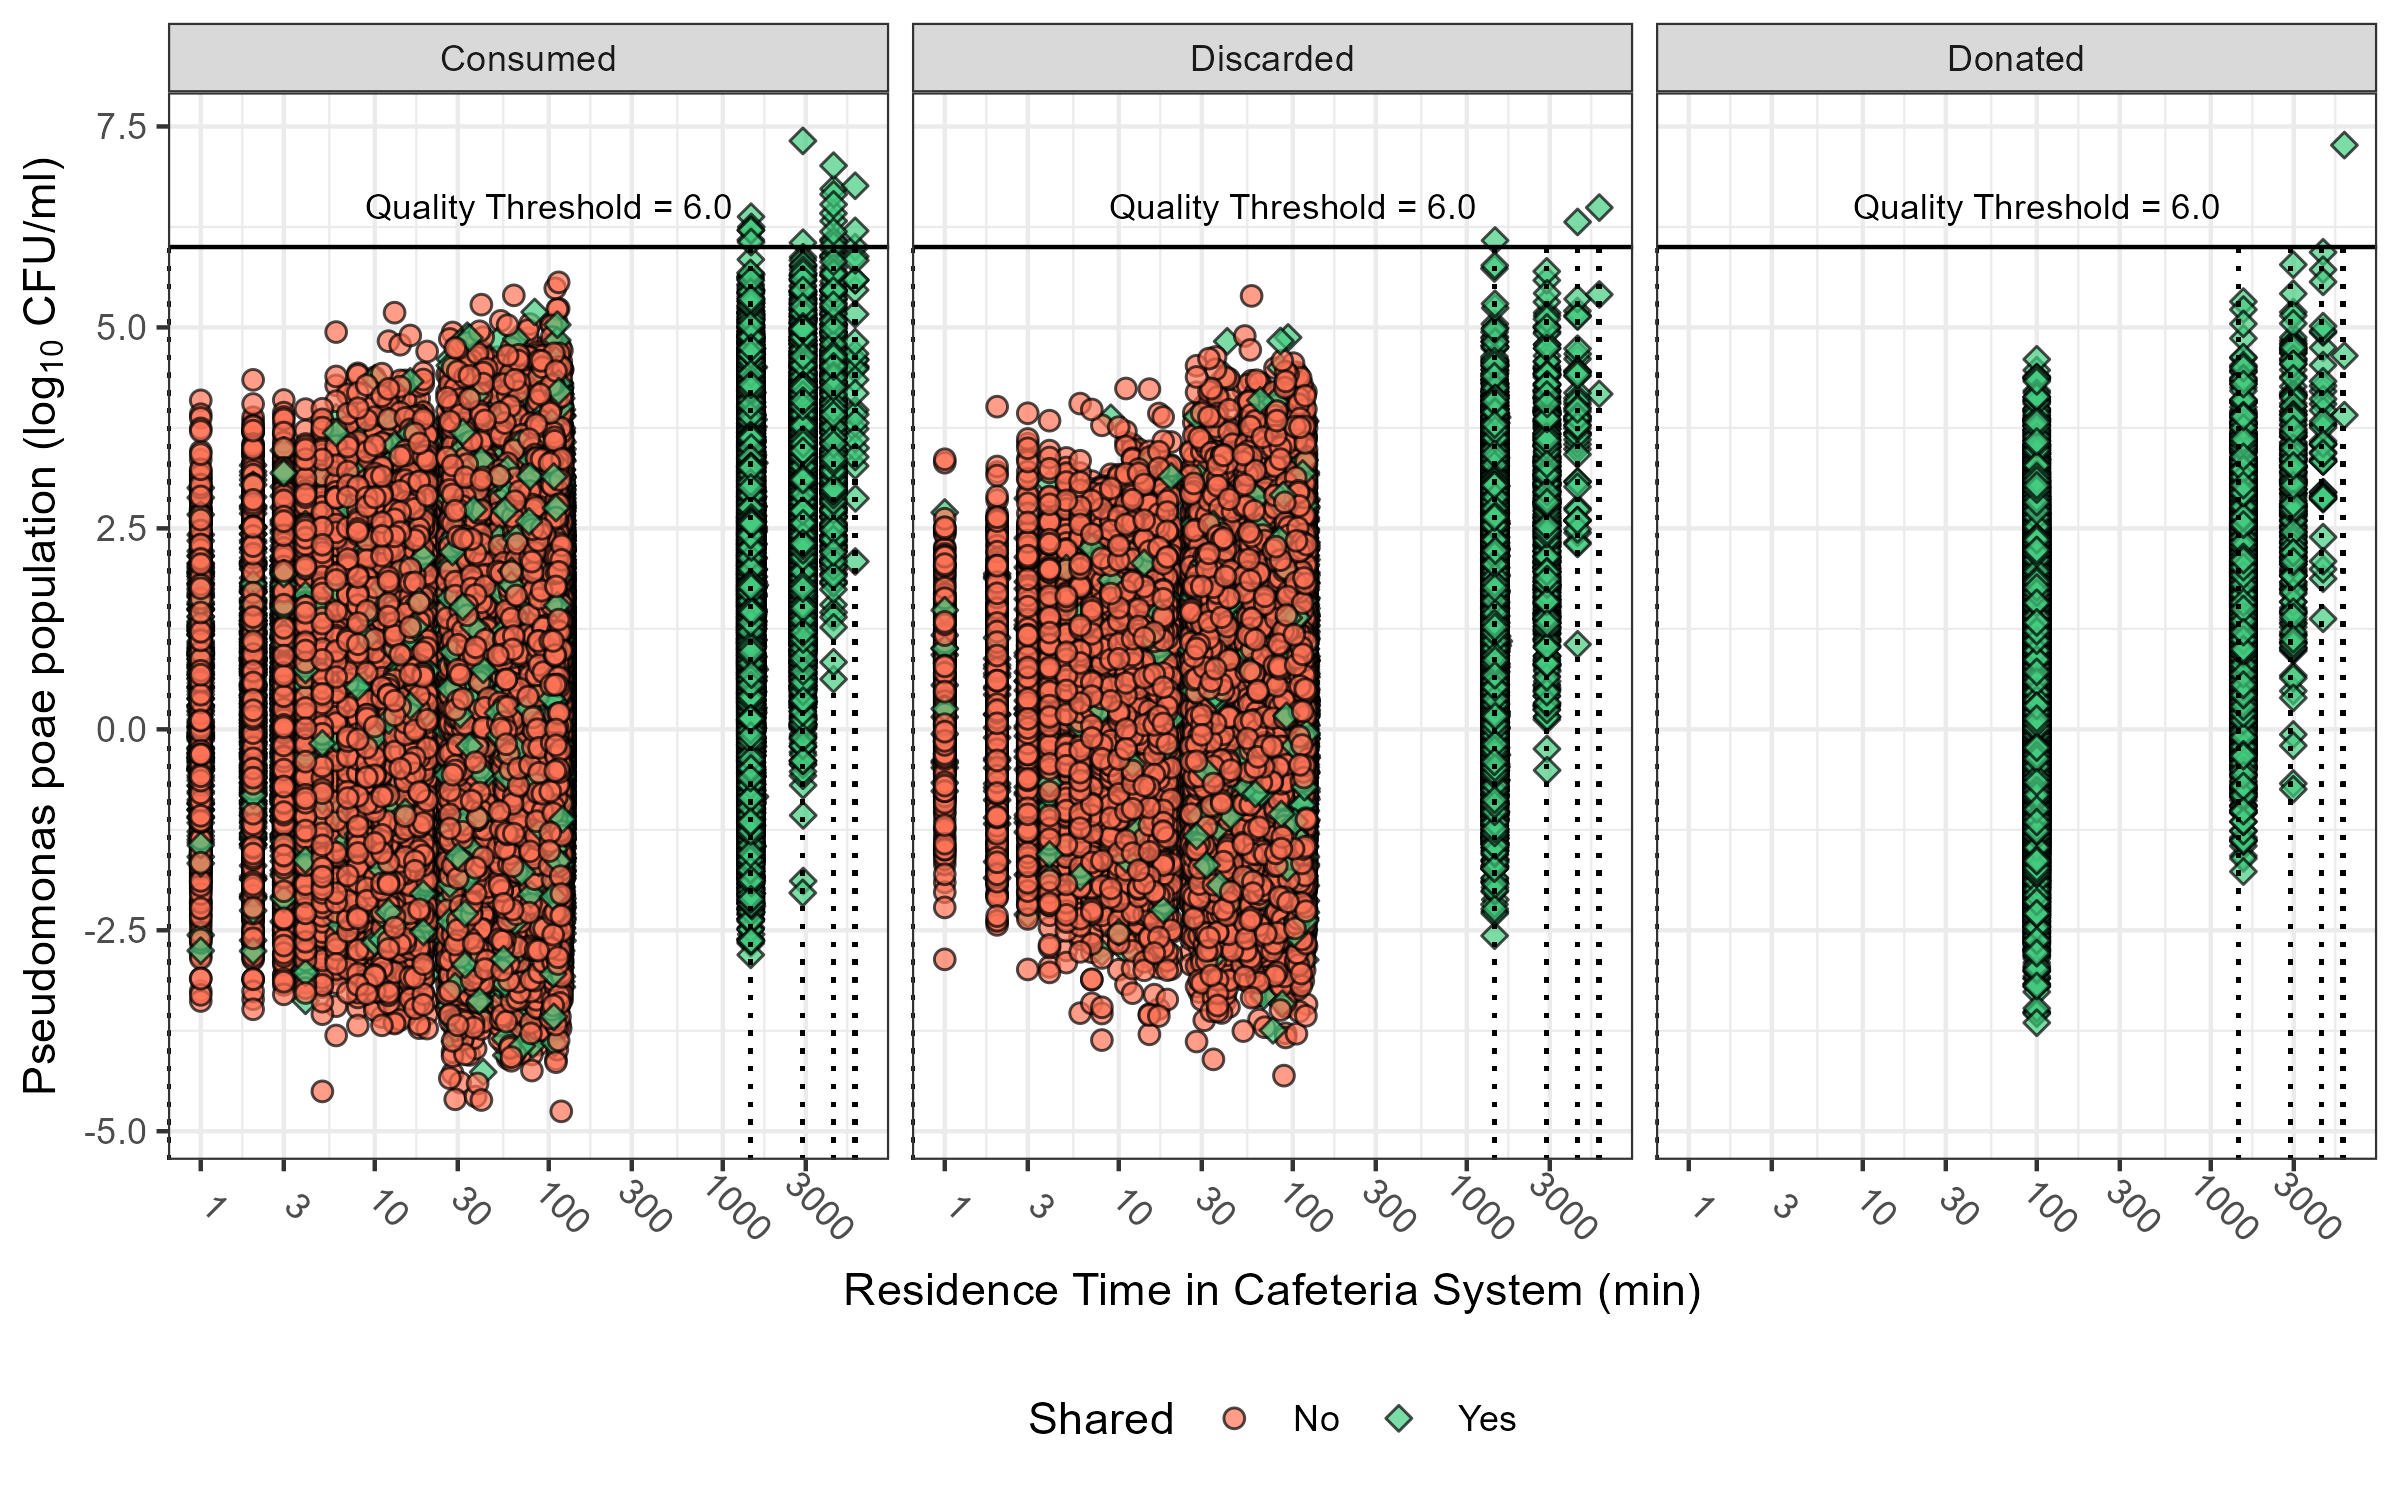 Consumed
Discarded
Donated
7.5
5.0
2.5
0.0
-2.5
-5.0
Pseudomonas poae population (log₁₀ CFU/ml)
Quality Threshold = 6.0
Quality Threshold = 6.0
Quality Threshold = 6.0
1 3 10 30 100 300 1000 3000
1 3 10 30 100 300 1000 3000
1 3 10 30 100 300 1000 3000
Residence Time in Cafeteria System (min)
Shared No Yes